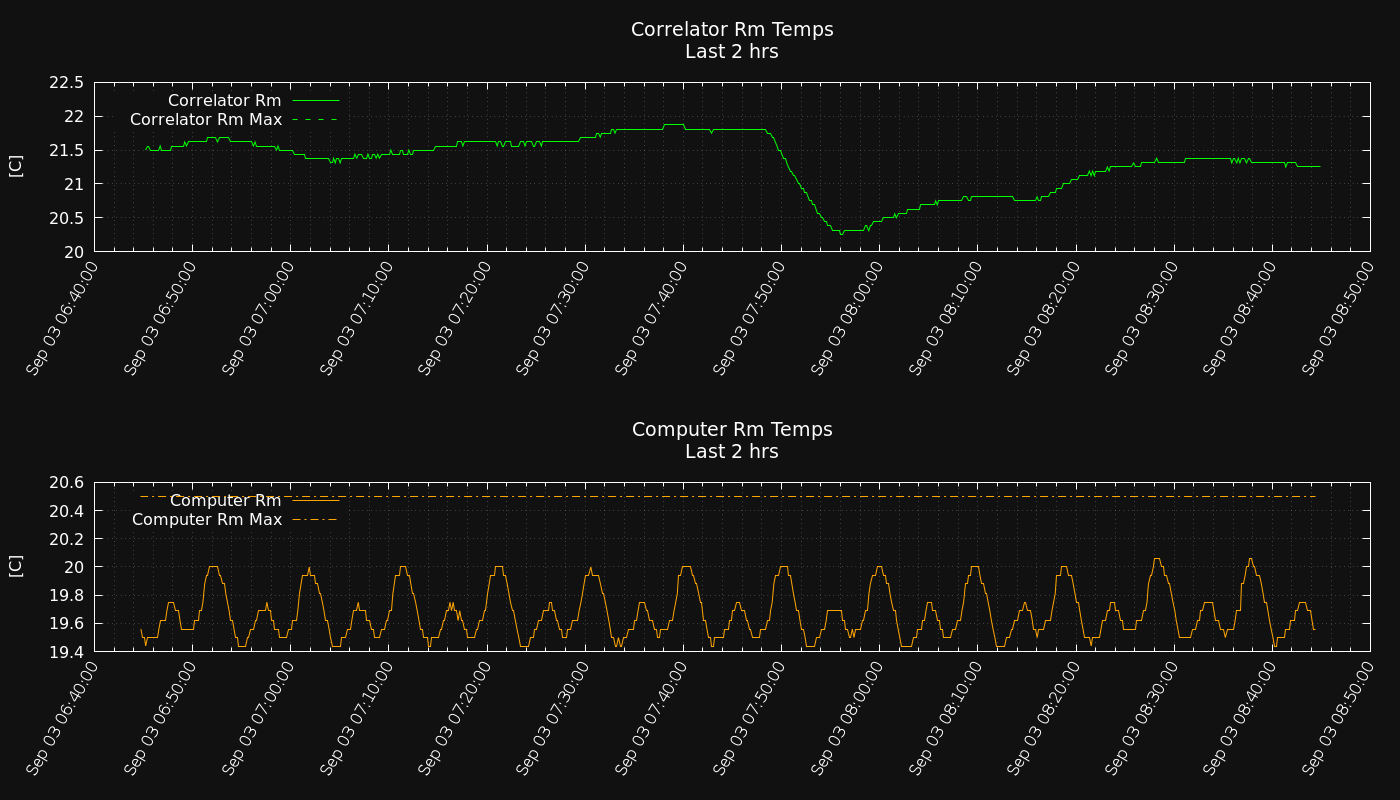 Correlator Rm Temps
Last 2 hrs
[C]
22.5
22
21.5
21
20.5
20
Correlator Rm
Correlator Rm Max
Sep 03 06:40:00
Sep 03 06:50:00
Sep 03 07:00:00
Sep 03 07:10:00
Sep 03 07:20:00
Sep 03 07:30:00
Sep 03 07:40:00
Sep 03 07:50:00
Sep 03 08:00:00
Sep 03 08:10:00
Sep 03 08:20:00
Sep 03 08:30:00
Sep 03 08:40:00
Sep 03 08:50:00
Computer Rm Temps
Last 2 hrs
[C]
20.6
20.4
20.2
20
19.8
19.6
19.4
Computer Rm
Computer Rm Max
Sep 03 06:40:00
Sep 03 06:50:00
Sep 03 07:00:00
Sep 03 07:10:00
Sep 03 07:20:00
Sep 03 07:30:00
Sep 03 07:40:00
Sep 03 07:50:00
Sep 03 08:00:00
Sep 03 08:10:00
Sep 03 08:20:00
Sep 03 08:30:00
Sep 03 08:40:00
Sep 03 08:50:00